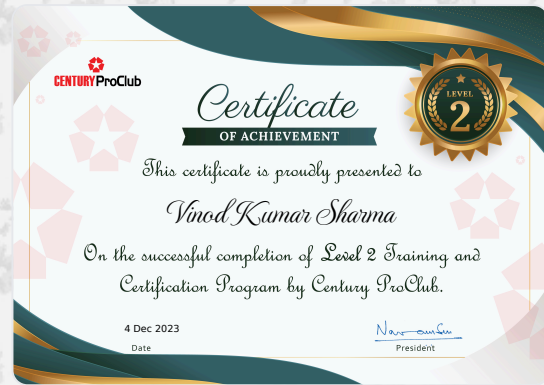 CENTURY ProClub
Certificate
OF ACHIEVEMENT
LEVEL
2
This certificate is proudly presented to
Vinod Kumar Sharma
On the successful completion of Level 2 Training and
Certification Program by Century ProClub.
4 Dec 2023
Date
President